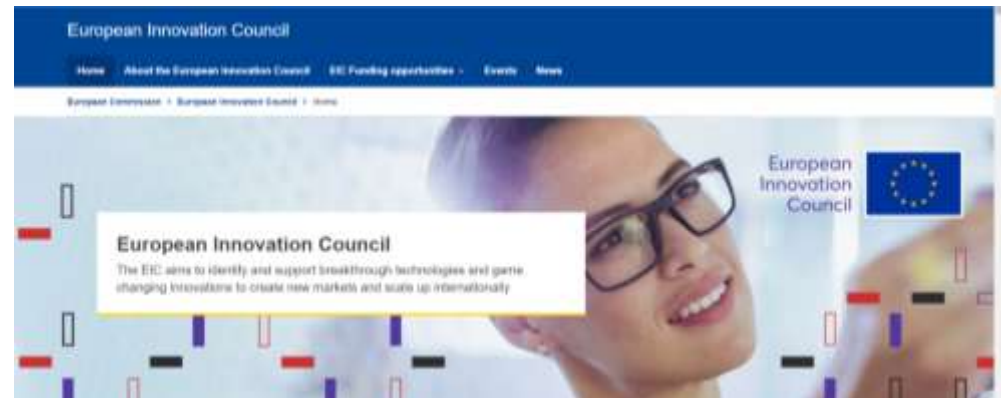 European Innovation Council
Home About the European Innovation Council EIC Funding opportunities Events News
European Commission > European Innovation Council > Home
European
Innovation
Council
European Innovation Council
The EIC aims to identify and support breakthrough technologies and game
changing innovations to create new markets and scale up internationally